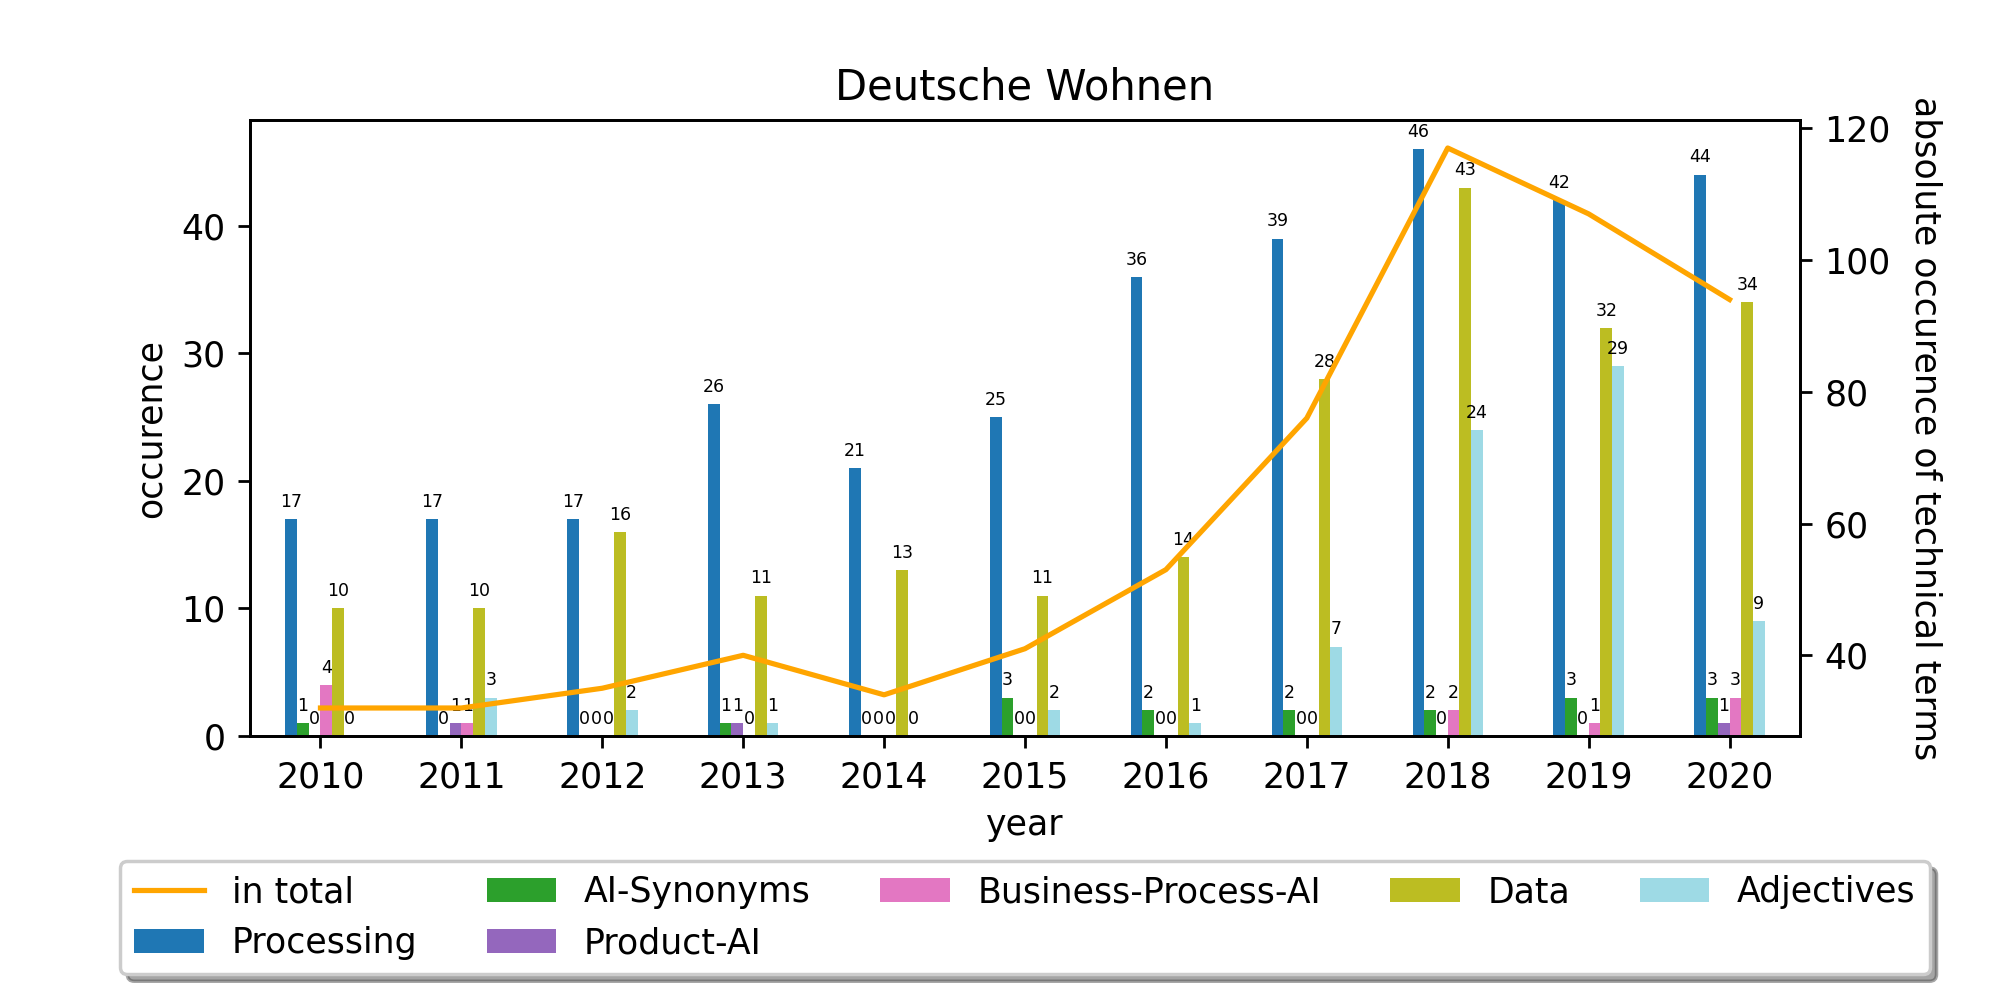 Deutsche Wohnen
occurence
absolute occurence of technical terms
40
30
20
10
0
120
100
80
60
40
17 1 0 4 10 0
17 0 1 1 10 3
17 0 0 0 16 2
26 1 1 0 11 1
21 0 0 0 13 0
25 3 0 0 11 2
36 2 0 0 14 1
39 2 0 0 28 7
46 2 0 2 43 24
42 3 0 1 32 29
44 3 1 3 34 9
2010 2011 2012 2013 2014 2015 2016 2017 2018 2019 2020
year
in total AI-Synonyms Business-Process-AI Data Adjectives
Processing Product-AI